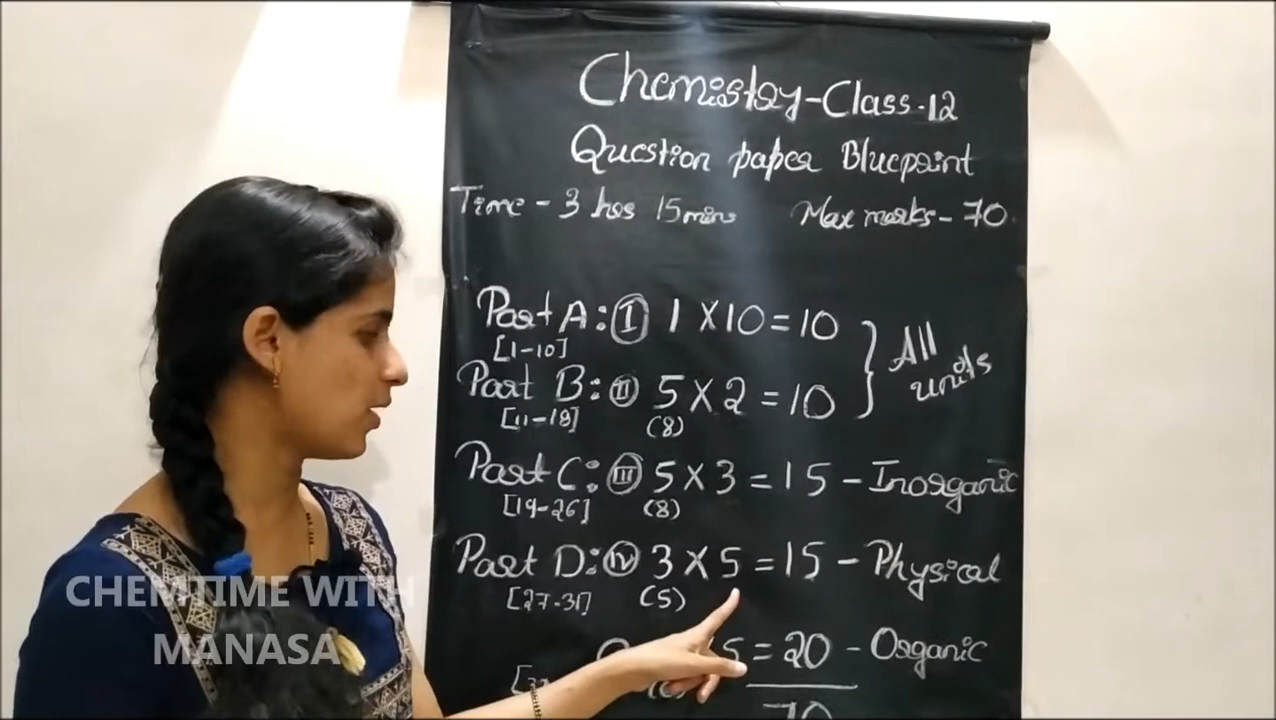 Chemistry-Class-12
Question paper Blueprint
Time - 3 hrs 15mins Max marks - 70
Part A: I 1 X 10 = 10
[1-10]
All units
Part B: II 5 X 2 = 10
[11-18] (8)
Part C: III 5 X 3 = 15 - Inorganic
[19-26] (8)
Part D: IV 3 X 5 = 15 - Physical
[27-31] (5)
5 = 20 - Organic
70
CHEMTIME WITH
MANASA